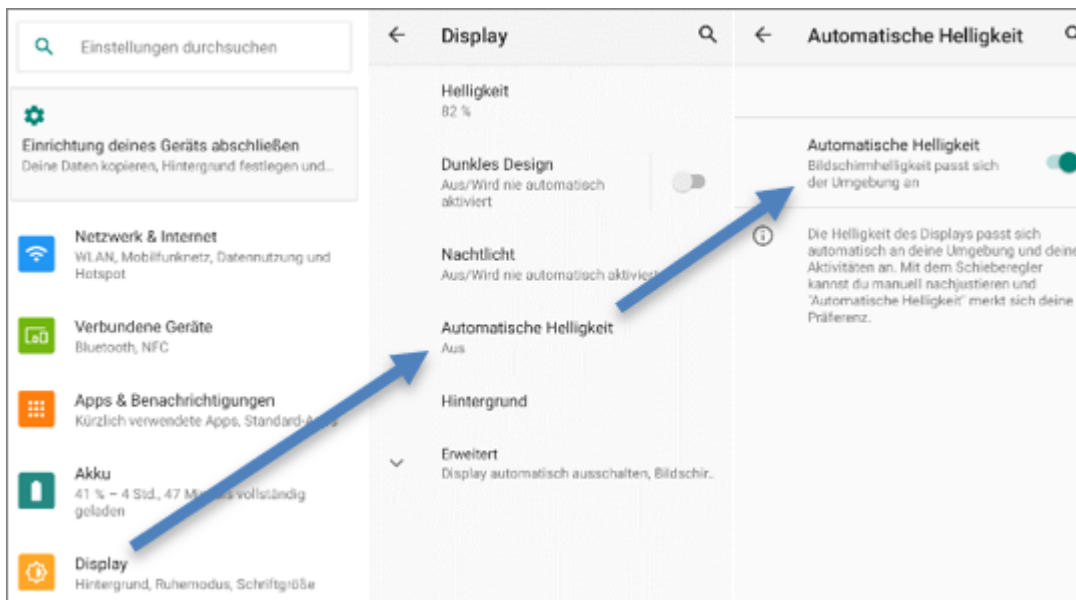 Einstellungen durchsuchen
Einrichtung deines Geräts abschließen
Deine Daten kopieren, Hintergrund festlegen und...
Netzwerk & Internet
WLAN, Mobilfunknetz, Datennutzung und
Hotspot
Verbundene Geräte
Bluetooth, NFC
Apps & Benachrichtigungen
Kürzlich verwendete Apps, Standard-Apps
Akku
41 % – 4 Std., 47 Min. bis vollständig
geladen
Display
Hintergrund, Ruhemodus, Schriftgröße
Display
Helligkeit
82 %
Dunkles Design
Aus/Wird nie automatisch
aktiviert
Nachtlicht
Aus/Wird nie automatisch aktiviert
Automatische Helligkeit
Aus
Hintergrund
Erweitert
Display automatisch ausschalten, Bildschir..
Automatische Helligkeit
Automatische Helligkeit
Bildschirmhelligkeit passt sich
der Umgebung an
Die Helligkeit des Displays passt sich
automatisch an deine Umgebung und deine
Aktivitäten an. Mit dem Schieberegler
kannst du manuell nachjustieren und
"Automatische Helligkeit" merkt sich deine
Präferenz.